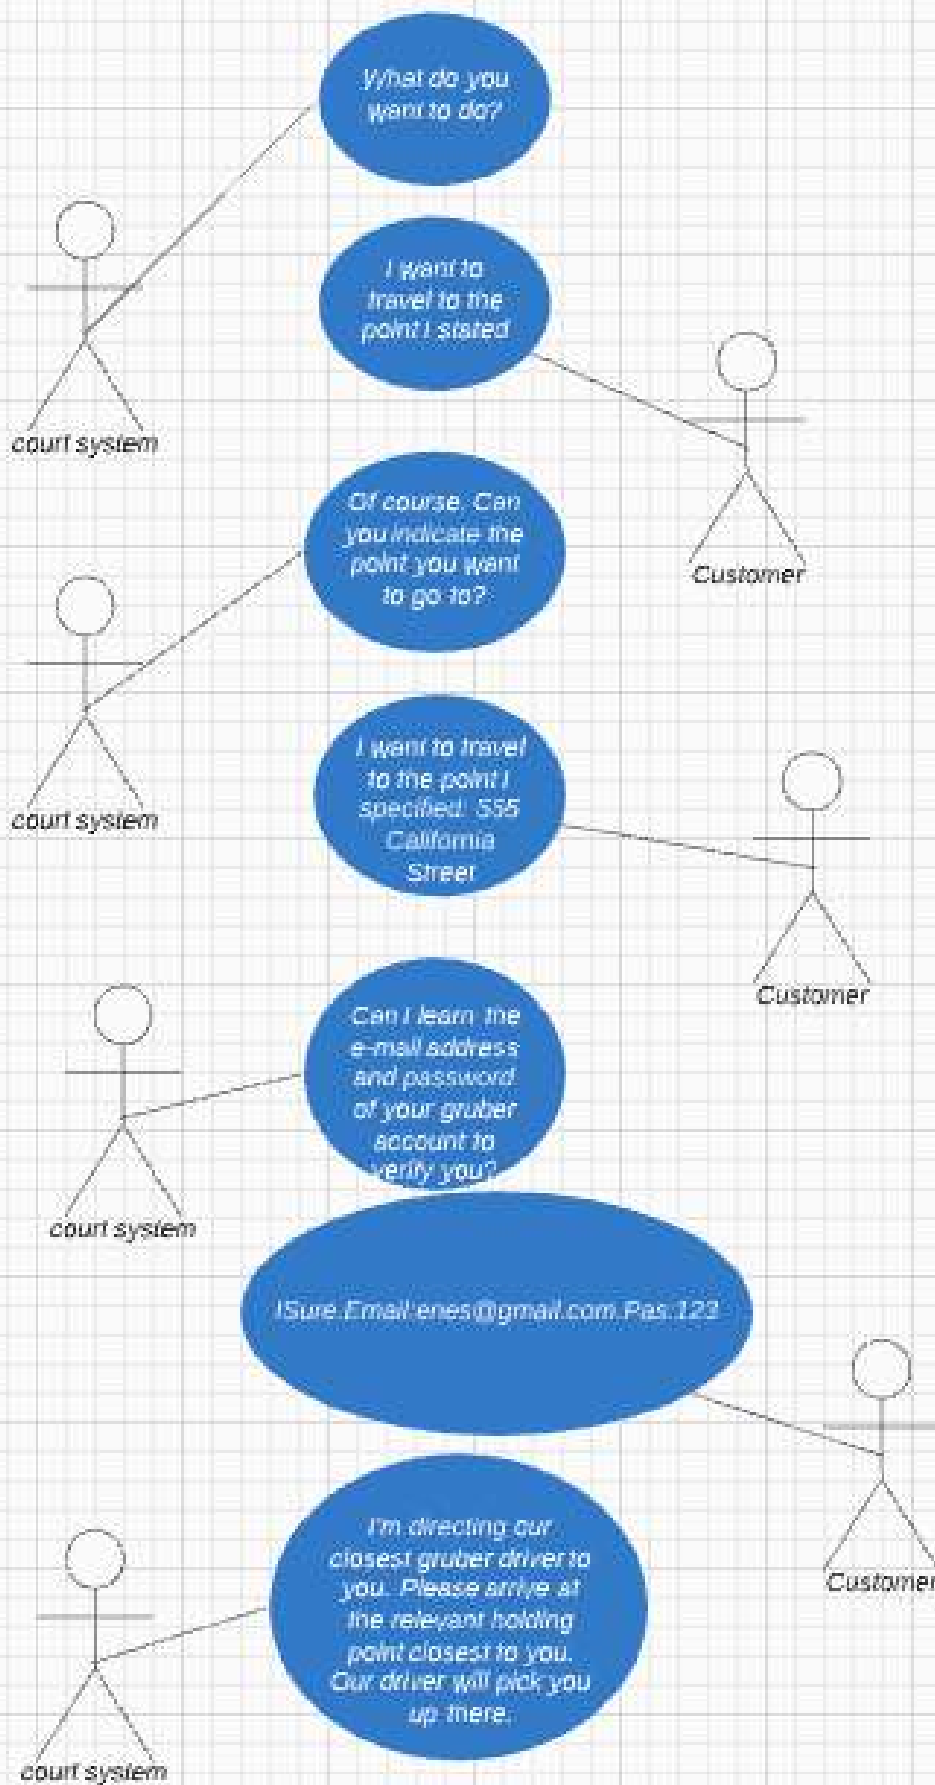 What do you
want to do?
I want to
travel to the
point I stated
court system
Of course. Can
you indicate the
point you want
to go to?
Customer
court system
I want to travel
to the point I
specified: 555
California
Street
Customer
Can I learn the
e-mail address
and password
of your gruber
account to
verify you?
court system
ISure.Email:enes@gmail.com.Pas:123
I'm directing our
closest gruber driver to
you. Please arrive at
the relevant holding
point closest to you.
Our driver will pick you
up there.
Customer
court system